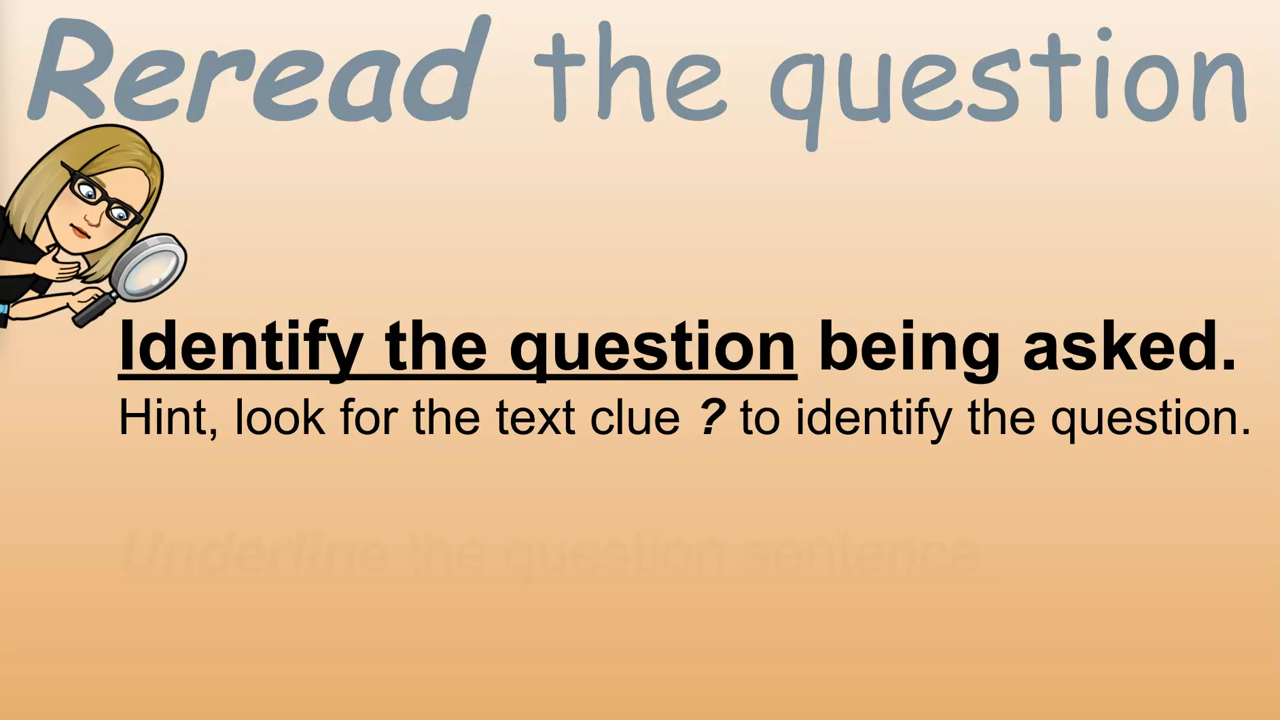 Reread the question
Identify the question being asked.
Hint, look for the text clue ? to identify the question.
Underline the question sentence